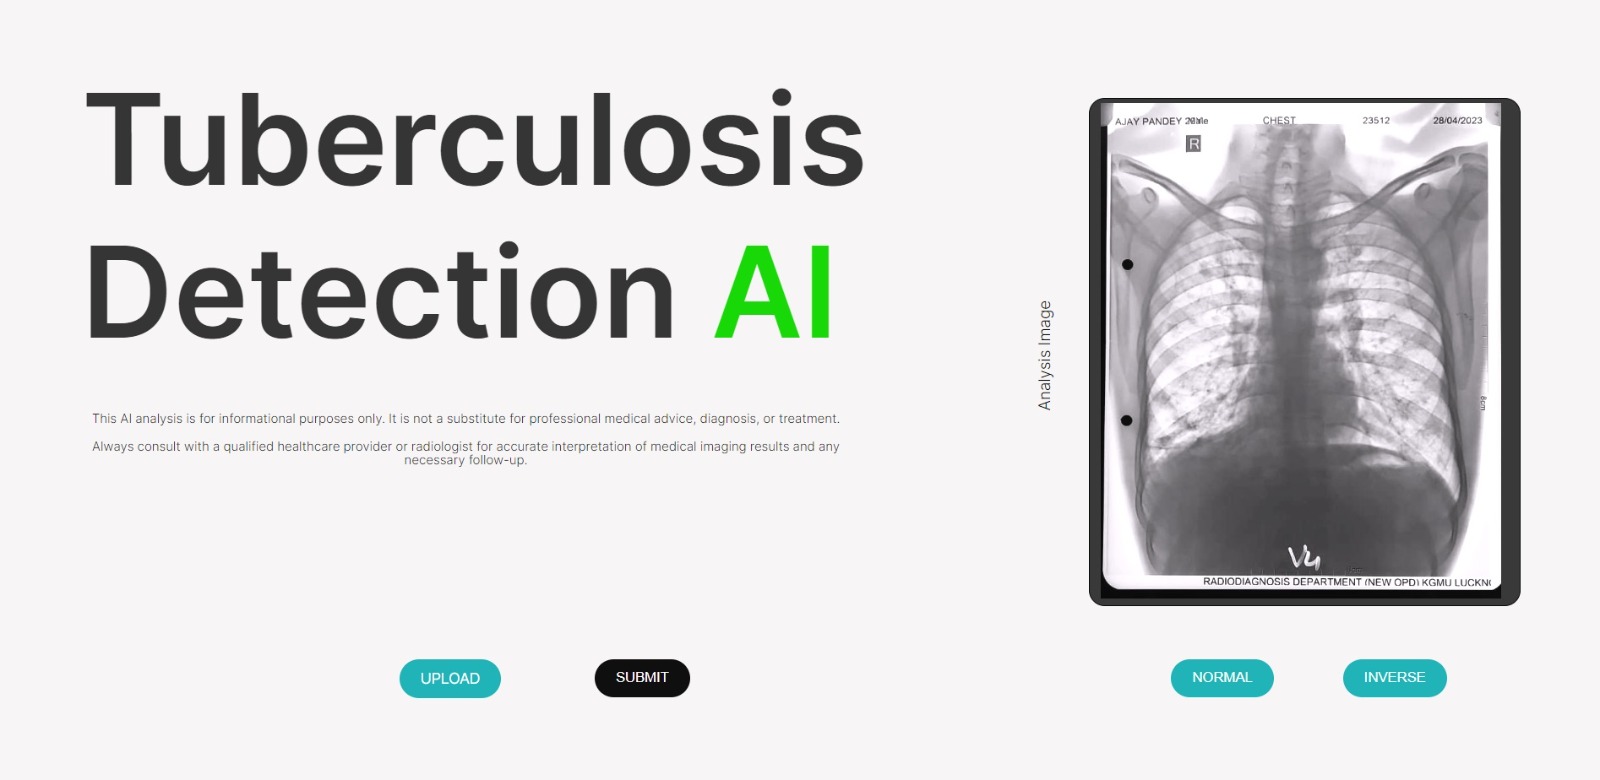 Tuberculosis
Detection AI
This AI analysis is for informational purposes only. It is not a substitute for professional medical advice, diagnosis, or treatment.
Always consult with a qualified healthcare provider or radiologist for accurate interpretation of medical imaging results and any
necessary follow-up.
UPLOAD
SUBMIT
Analysis Image
AJAY PANDEY
CHEST
23512
28/04/2023
R
8cm
RADIODIAGNOSIS DEPARTMENT (NEW OPD) KGMU
NORMAL
INVERSE